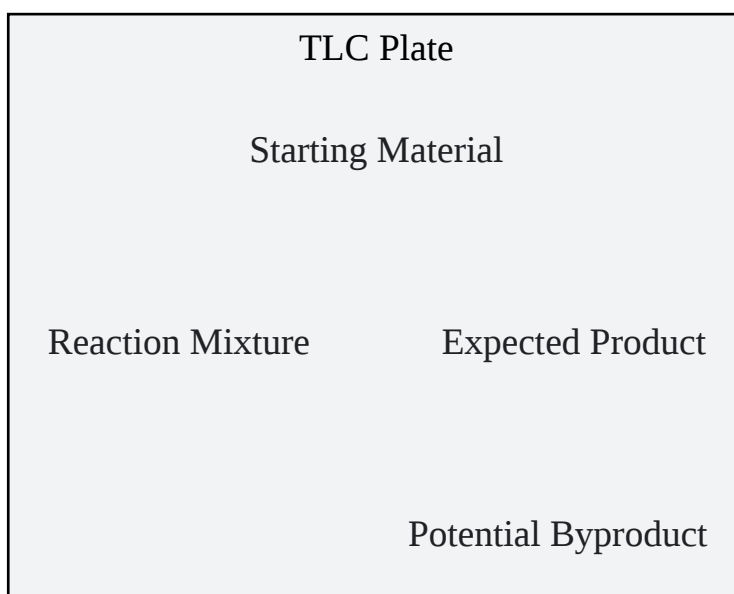 TLC Plate
Starting Material
Reaction Mixture Expected Product
Potential Byproduct